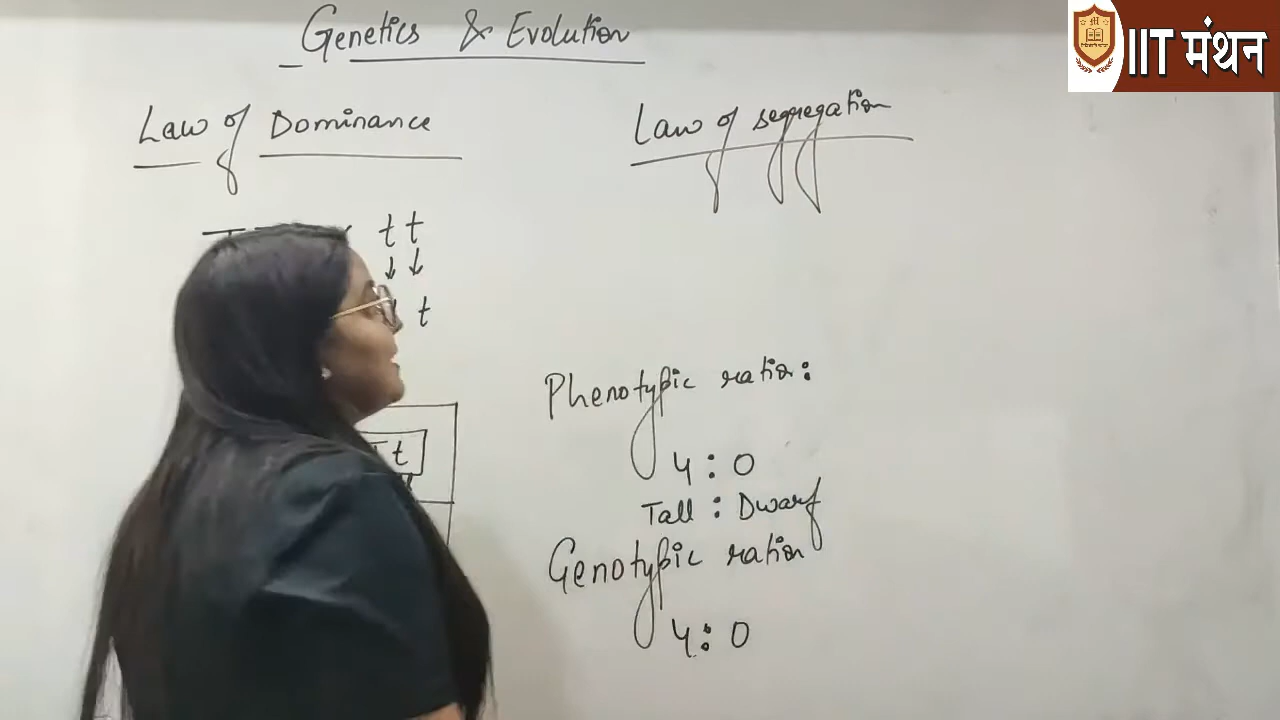 Genetics & Evolution
IIT मंथन
Law of Dominance
Law of segregation
t t
↓ ↓
t
Phenotypic ratio:
t
4 : 0
Tall : Dwarf
Genotypic ration
4 : 0